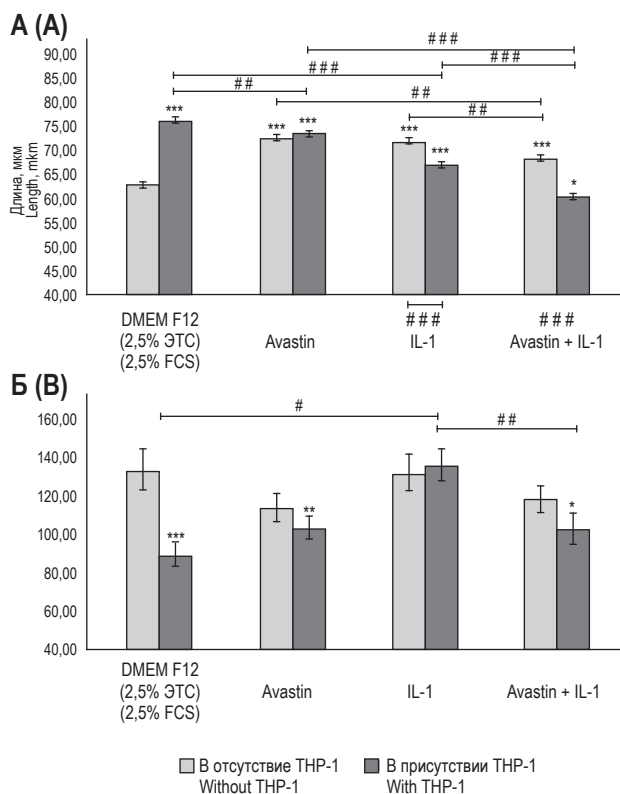 А (A)
Длина, мкм
Length, mkm
90,00
85,00
80,00
75,00
70,00
65,00
60,00
55,00
50,00
45,00
40,00
# # #
# # #
# # #
# #
# #
# #
***
***
***
***
***
***
*
DMEM F12
(2,5% ЭТС)
(2,5% FCS)
Avastin
IL-1
Avastin + IL-1
# # #
# # #
Б (B)
160,00
140,00
120,00
100,00
80,00
60,00
40,00
#
# #
***
**
*
DMEM F12
(2,5% ЭТС)
(2,5% FCS)
Avastin
IL-1
Avastin + IL-1
В отсутствие THP-1
Without THP-1
В присутствии THP-1
With THP-1